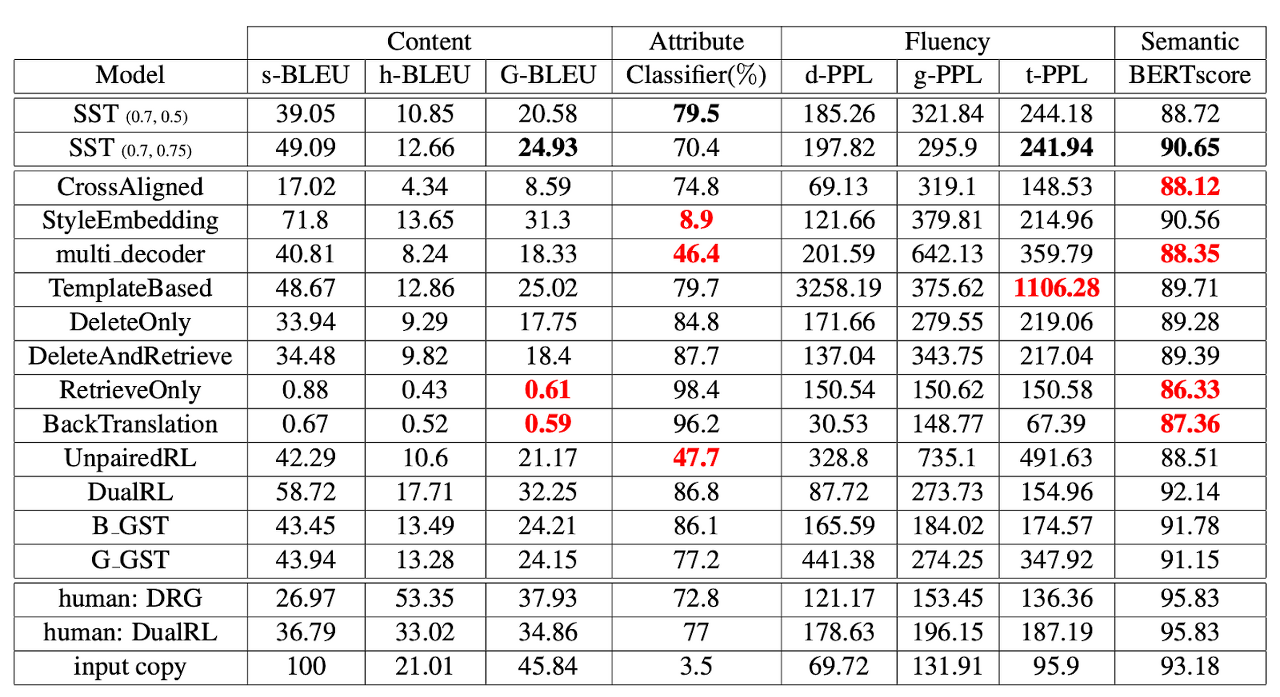 Content Attribute Fluency Semantic
Model s-BLEU h-BLEU G-BLEU Classifier(%) d-PPL g-PPL t-PPL BERTscore
SST (0.7, 0.5) 39.05 10.85 20.58 79.5 185.26 321.84 244.18 88.72
SST (0.7, 0.75) 49.09 12.66 24.93 70.4 197.82 295.9 241.94 90.65
CrossAligned 17.02 4.34 8.59 74.8 69.13 319.1 148.53 88.12
StyleEmbedding 71.8 13.65 31.3 8.9 121.66 379.81 214.96 90.56
multi_decoder 40.81 8.24 18.33 46.4 201.59 642.13 359.79 88.35
TemplateBased 48.67 12.86 25.02 79.7 3258.19 375.62 1106.28 89.71
DeleteOnly 33.94 9.29 17.75 84.8 171.66 279.55 219.06 89.28
DeleteAndRetrieve 34.48 9.82 18.4 87.7 137.04 343.75 217.04 89.39
RetrieveOnly 0.88 0.43 0.61 98.4 150.54 150.62 150.58 86.33
BackTranslation 0.67 0.52 0.59 96.2 30.53 148.77 67.39 87.36
UnpairedRL 42.29 10.6 21.17 47.7 328.8 735.1 491.63 88.51
DualRL 58.72 17.71 32.25 86.8 87.72 273.73 154.96 92.14
B_GST 43.45 13.49 24.21 86.1 165.59 184.02 174.57 91.78
G_GST 43.94 13.28 24.15 77.2 441.38 274.25 347.92 91.15
human: DRG 26.97 53.35 37.93 72.8 121.17 153.45 136.36 95.83
human: DualRL 36.79 33.02 34.86 77 178.63 196.15 187.19 95.83
input copy 100 21.01 45.84 3.5 69.72 131.91 95.9 93.18